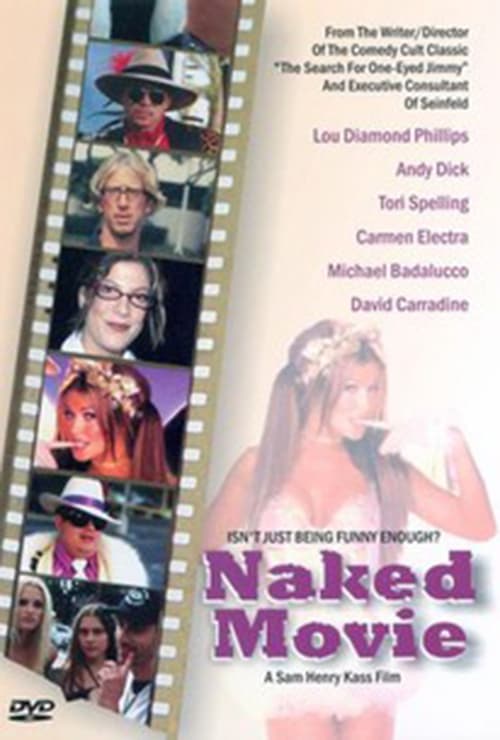 From The Writer/Director
Of The Comedy Cult Classic
"The Search For One-Eyed Jimmy"
And Executive Consultant
Of Seinfeld
Lou Diamond Phillips
Andy Dick
Tori Spelling
Carmen Electra
Michael Badalucco
David Carradine
ISN'T JUST BEING FUNNY ENOUGH?
Naked
Movie
A Sam Henry Kass Film
DVD